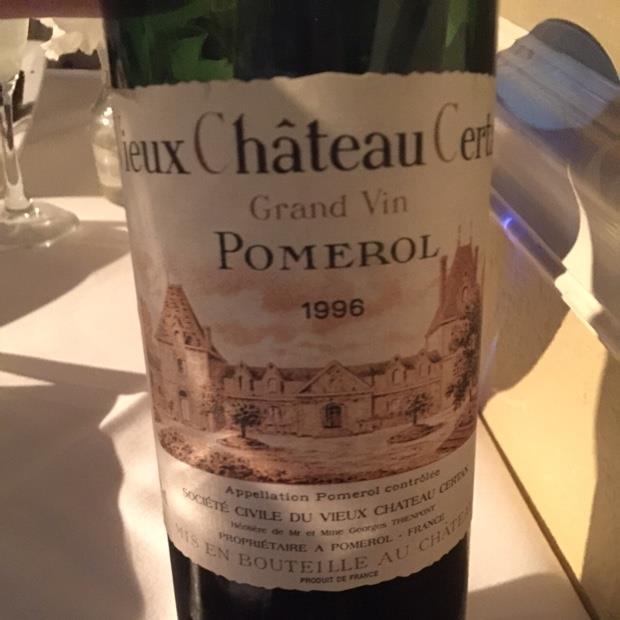 ieux Château Cert
Grand Vin
POMEROL
1996
Appellation Pomerol contrôlée
SOCIÉTÉ CIVILE DU VIEUX CHATEAU CERTAN
Héritière de Mr et Mme Georges THIENPONT
PROPRIÉTAIRE A POMEROL - FRANCE
MIS EN BOUTEILLE AU CHÂTEA
PRODUIT DE FRANCE